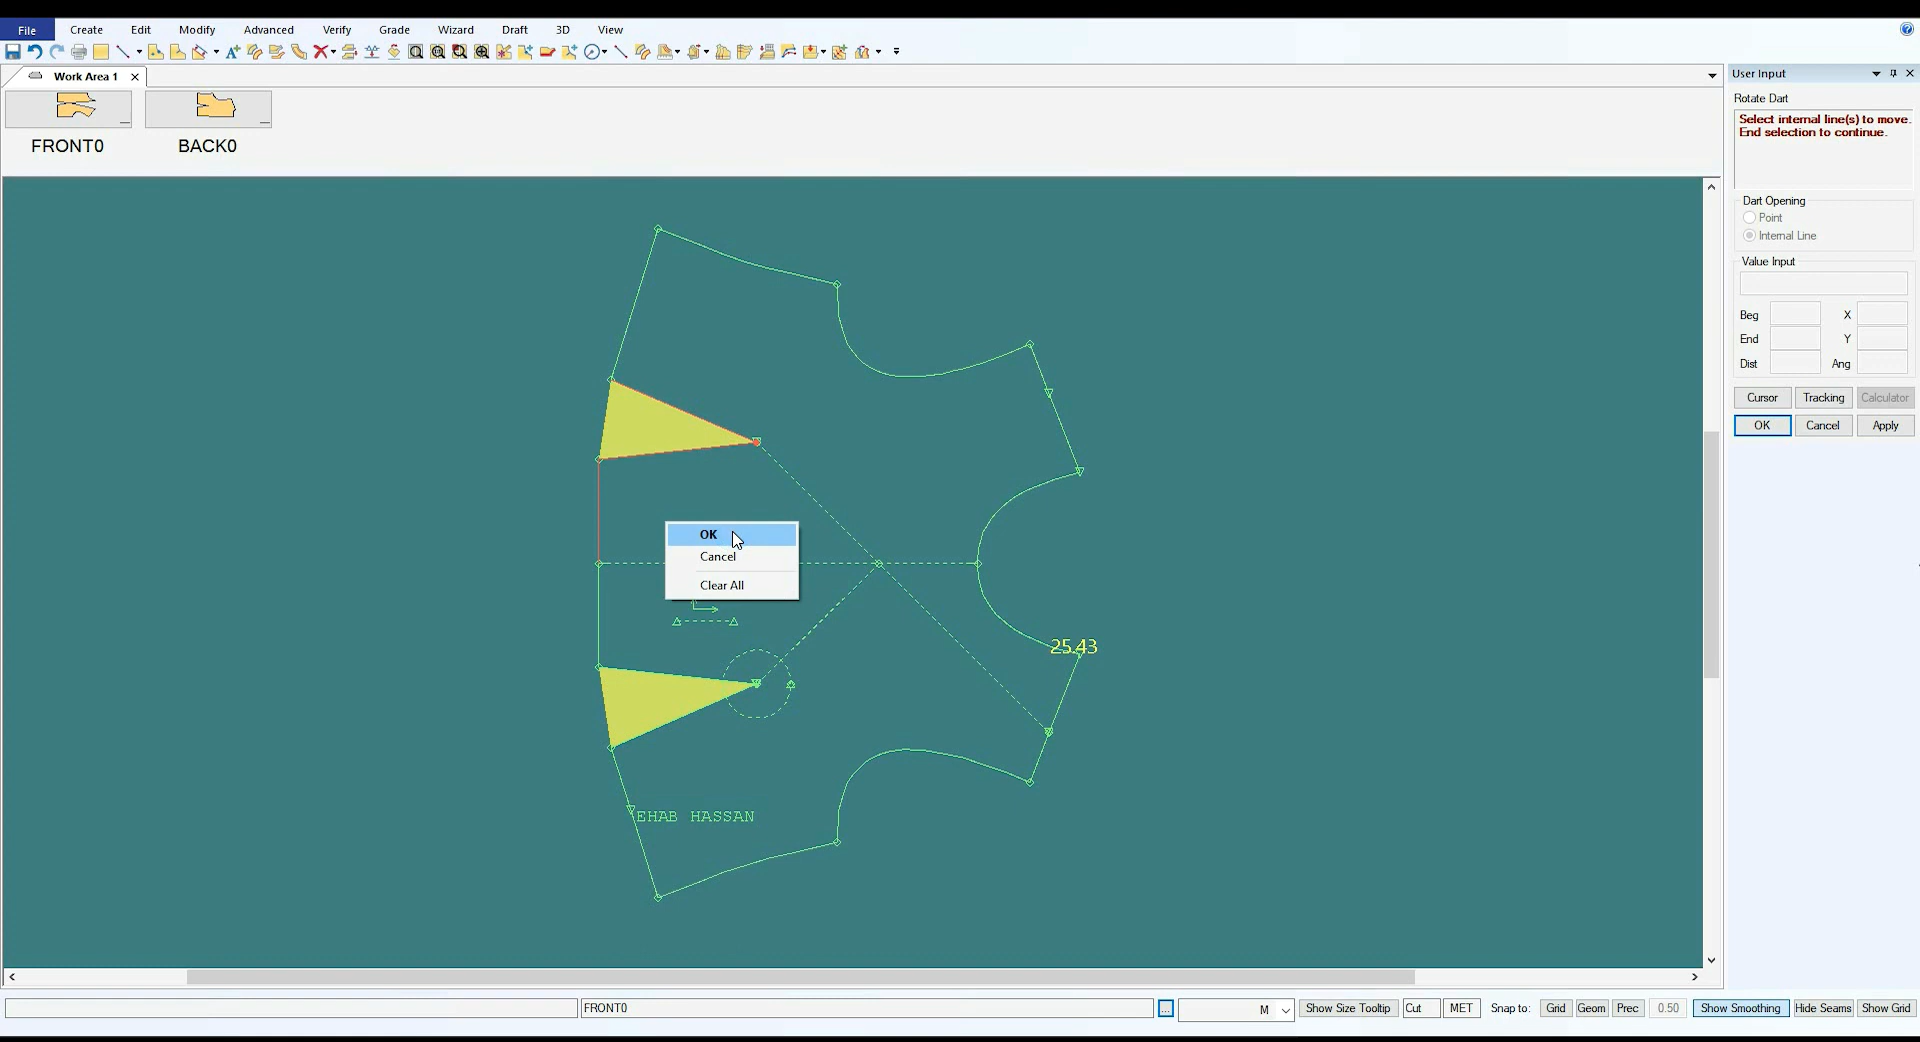 File Create Edit Modify Advanced Verify Grade Wizard Draft 3D View
Work Area 1
FRONT0 BACK0
User Input
Rotate Dart
Select internal line(s) to move.
End selection to continue.
Dart Opening
Point
Internal Line
Value Input
Beg X
End Y
Dist Ang
Cursor Tracking Calculator
OK Cancel Apply
OK
Cancel
Clear All
25.43
EHAB HASSAN
FRONT0 ... M Show Size Tooltip Cut MET Snap to: Grid Geom Prec 0.50 Show Smoothing Hide Seams Show Grid